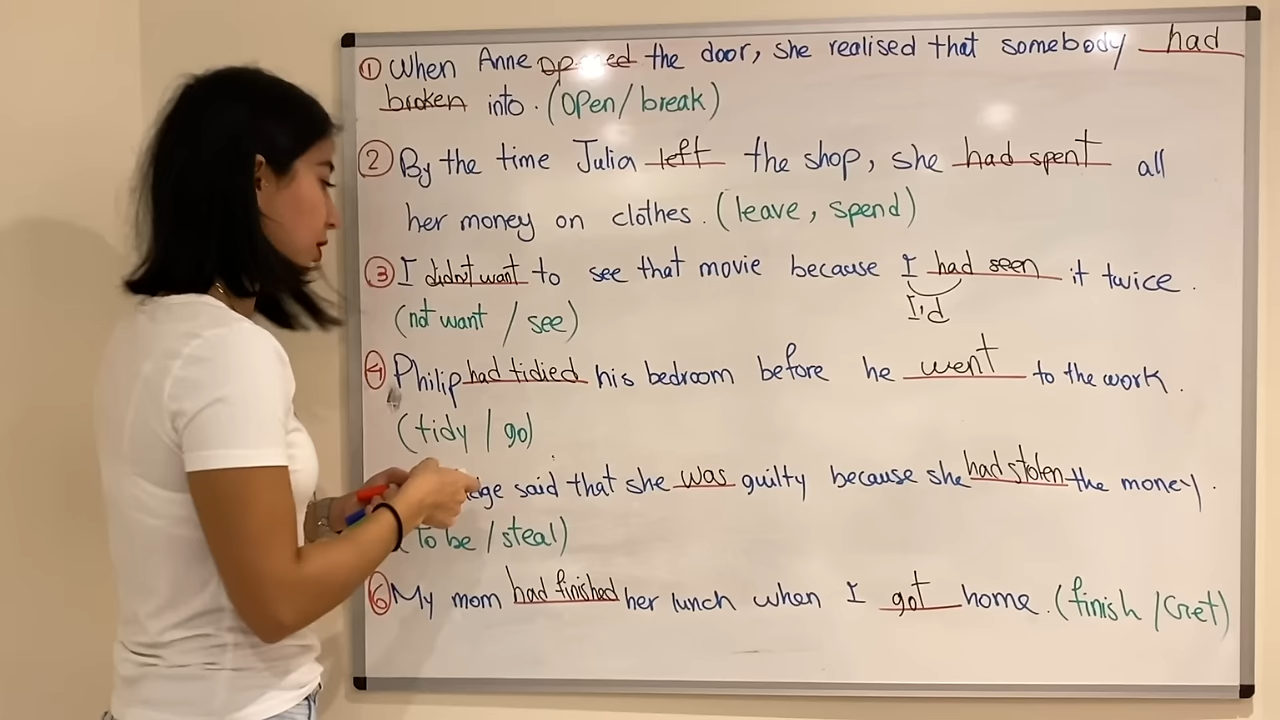 ① When Anne the door, she realised that somebody had
broken into. (open/break)
② By the time Julia left the shop, she had spent all
her money on clothes. (leave, spend)
③ I didn't want to see that movie because I had seen it twice.
I'd
(not want / see)
④ Philip had tidied his bedroom before he went to the work.
(tidy / go)
said that she was guilty because she had stolen the money.
(To be / steal)
⑥ My mom had finished her lunch when I got home. (finish / Get)